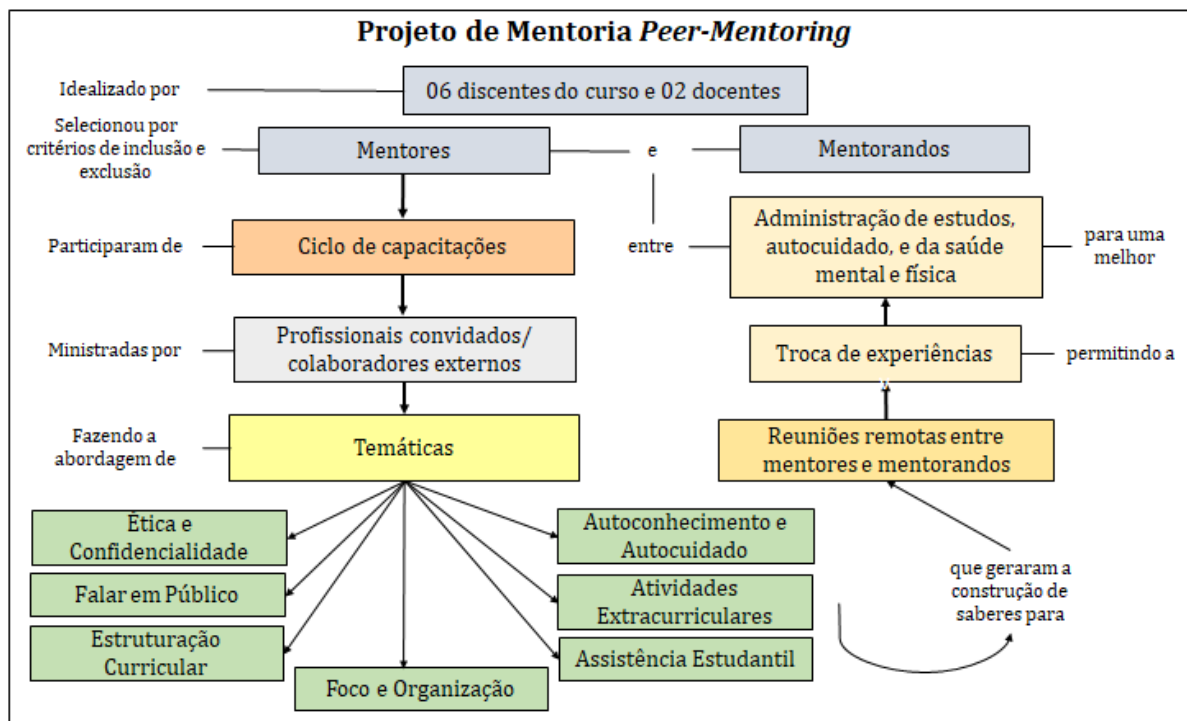 Projeto de Mentoria Peer-Mentoring
Idealizado por
06 discentes do curso e 02 docentes
Selecionou por
critérios de inclusão e
exclusão
Mentores
e
Mentorandos
Participaram de
Ciclo de capacitações
entre
Administração de estudos,
autocuidado, e da saúde
mental e física
para uma
melhor
Ministradas por
Profissionais convidados/
colaboradores externos
Troca de experiências
permitindo a
Fazendo a
abordagem de
Temáticas
Reuniões remotas entre
mentores e mentorandos
Ética e
Confidencialidade
Autoconhecimento e
Autocuidado
Falar em Público
Atividades
Extracurriculares
que geraram a
construção de
saberes para
Estruturação
Curricular
Assistência Estudantil
Foco e Organização